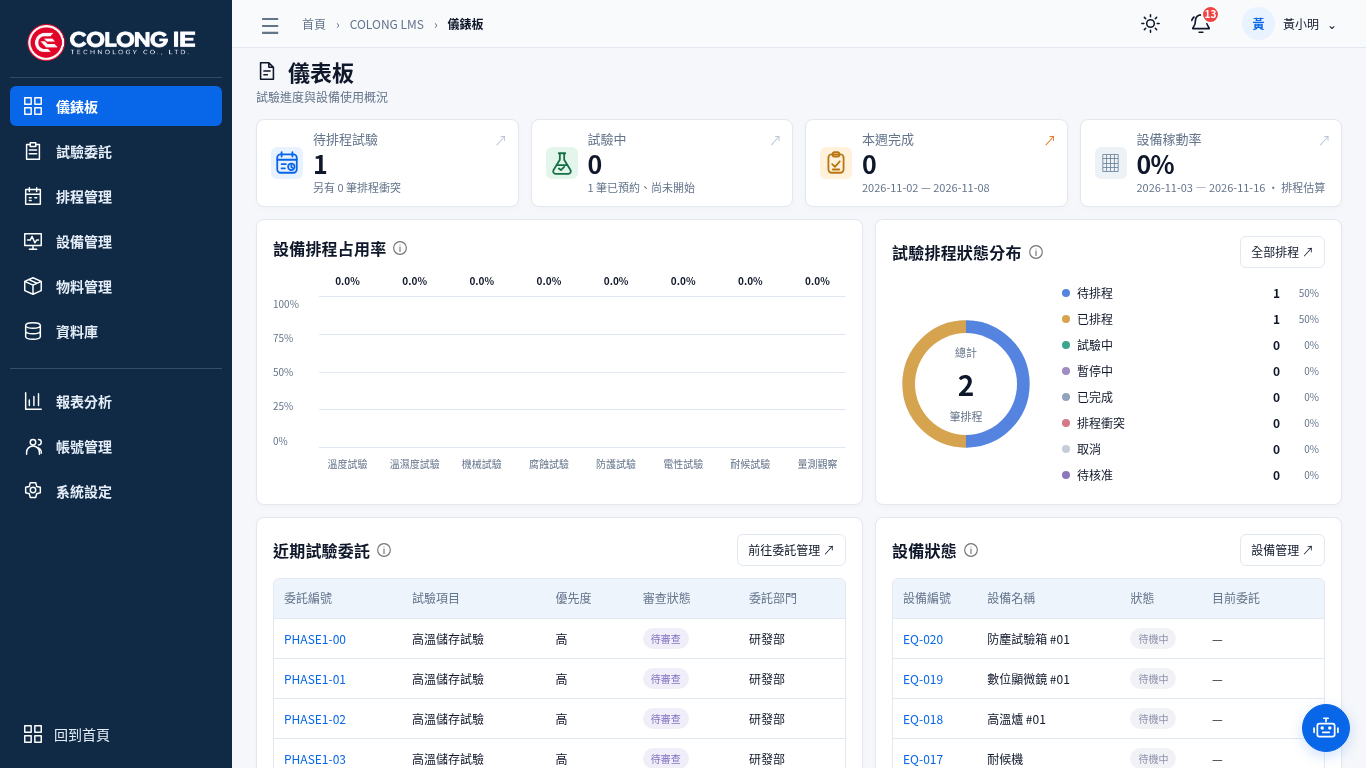 COLONG IE
TECHNOLOGY CO., LTD.
儀錶板
試驗委託
排程管理
設備管理
物料管理
資料庫
報表分析
帳號管理
系統設定
回到首頁
首頁 › COLONG LMS › 儀錶板
13
黃 黃小明
儀表板
試驗進度與設備使用概況
待排程試驗 ↗
1
另有 0 筆排程衝突
試驗中 ↗
0
1 筆已預約、尚未開始
本週完成 ↗
0
2026-11-02 — 2026-11-08
設備稼動率 ↗
0%
2026-11-03 — 2026-11-16 · 排程估算
設備排程占用率
0.0% 0.0% 0.0% 0.0% 0.0% 0.0% 0.0% 0.0%
100%
75%
50%
25%
0%
溫度試驗 溫濕度試驗 機械試驗 腐蝕試驗 防護試驗 電性試驗 耐候試驗 量測觀察
試驗排程狀態分布
全部排程 ↗
總計
2
筆排程
待排程 1 50%
已排程 1 50%
試驗中 0 0%
暫停中 0 0%
已完成 0 0%
排程衝突 0 0%
取消 0 0%
待核准 0 0%
近期試驗委託
前往委託管理 ↗
委託編號 試驗項目 優先度 審查狀態 委託部門
PHASE1-00 高溫儲存試驗 高 待審查 研發部
PHASE1-01 高溫儲存試驗 高 待審查 研發部
PHASE1-02 高溫儲存試驗 高 待審查 研發部
PHASE1-03 高溫儲存試驗 高 待審查 研發部
設備狀態
設備管理 ↗
設備編號 設備名稱 狀態 目前委託
EQ-020 防塵試驗箱 #01 待機中 —
EQ-019 數位顯微鏡 #01 待機中 —
EQ-018 高溫爐 #01 待機中 —
EQ-017 耐候機 待機中 —